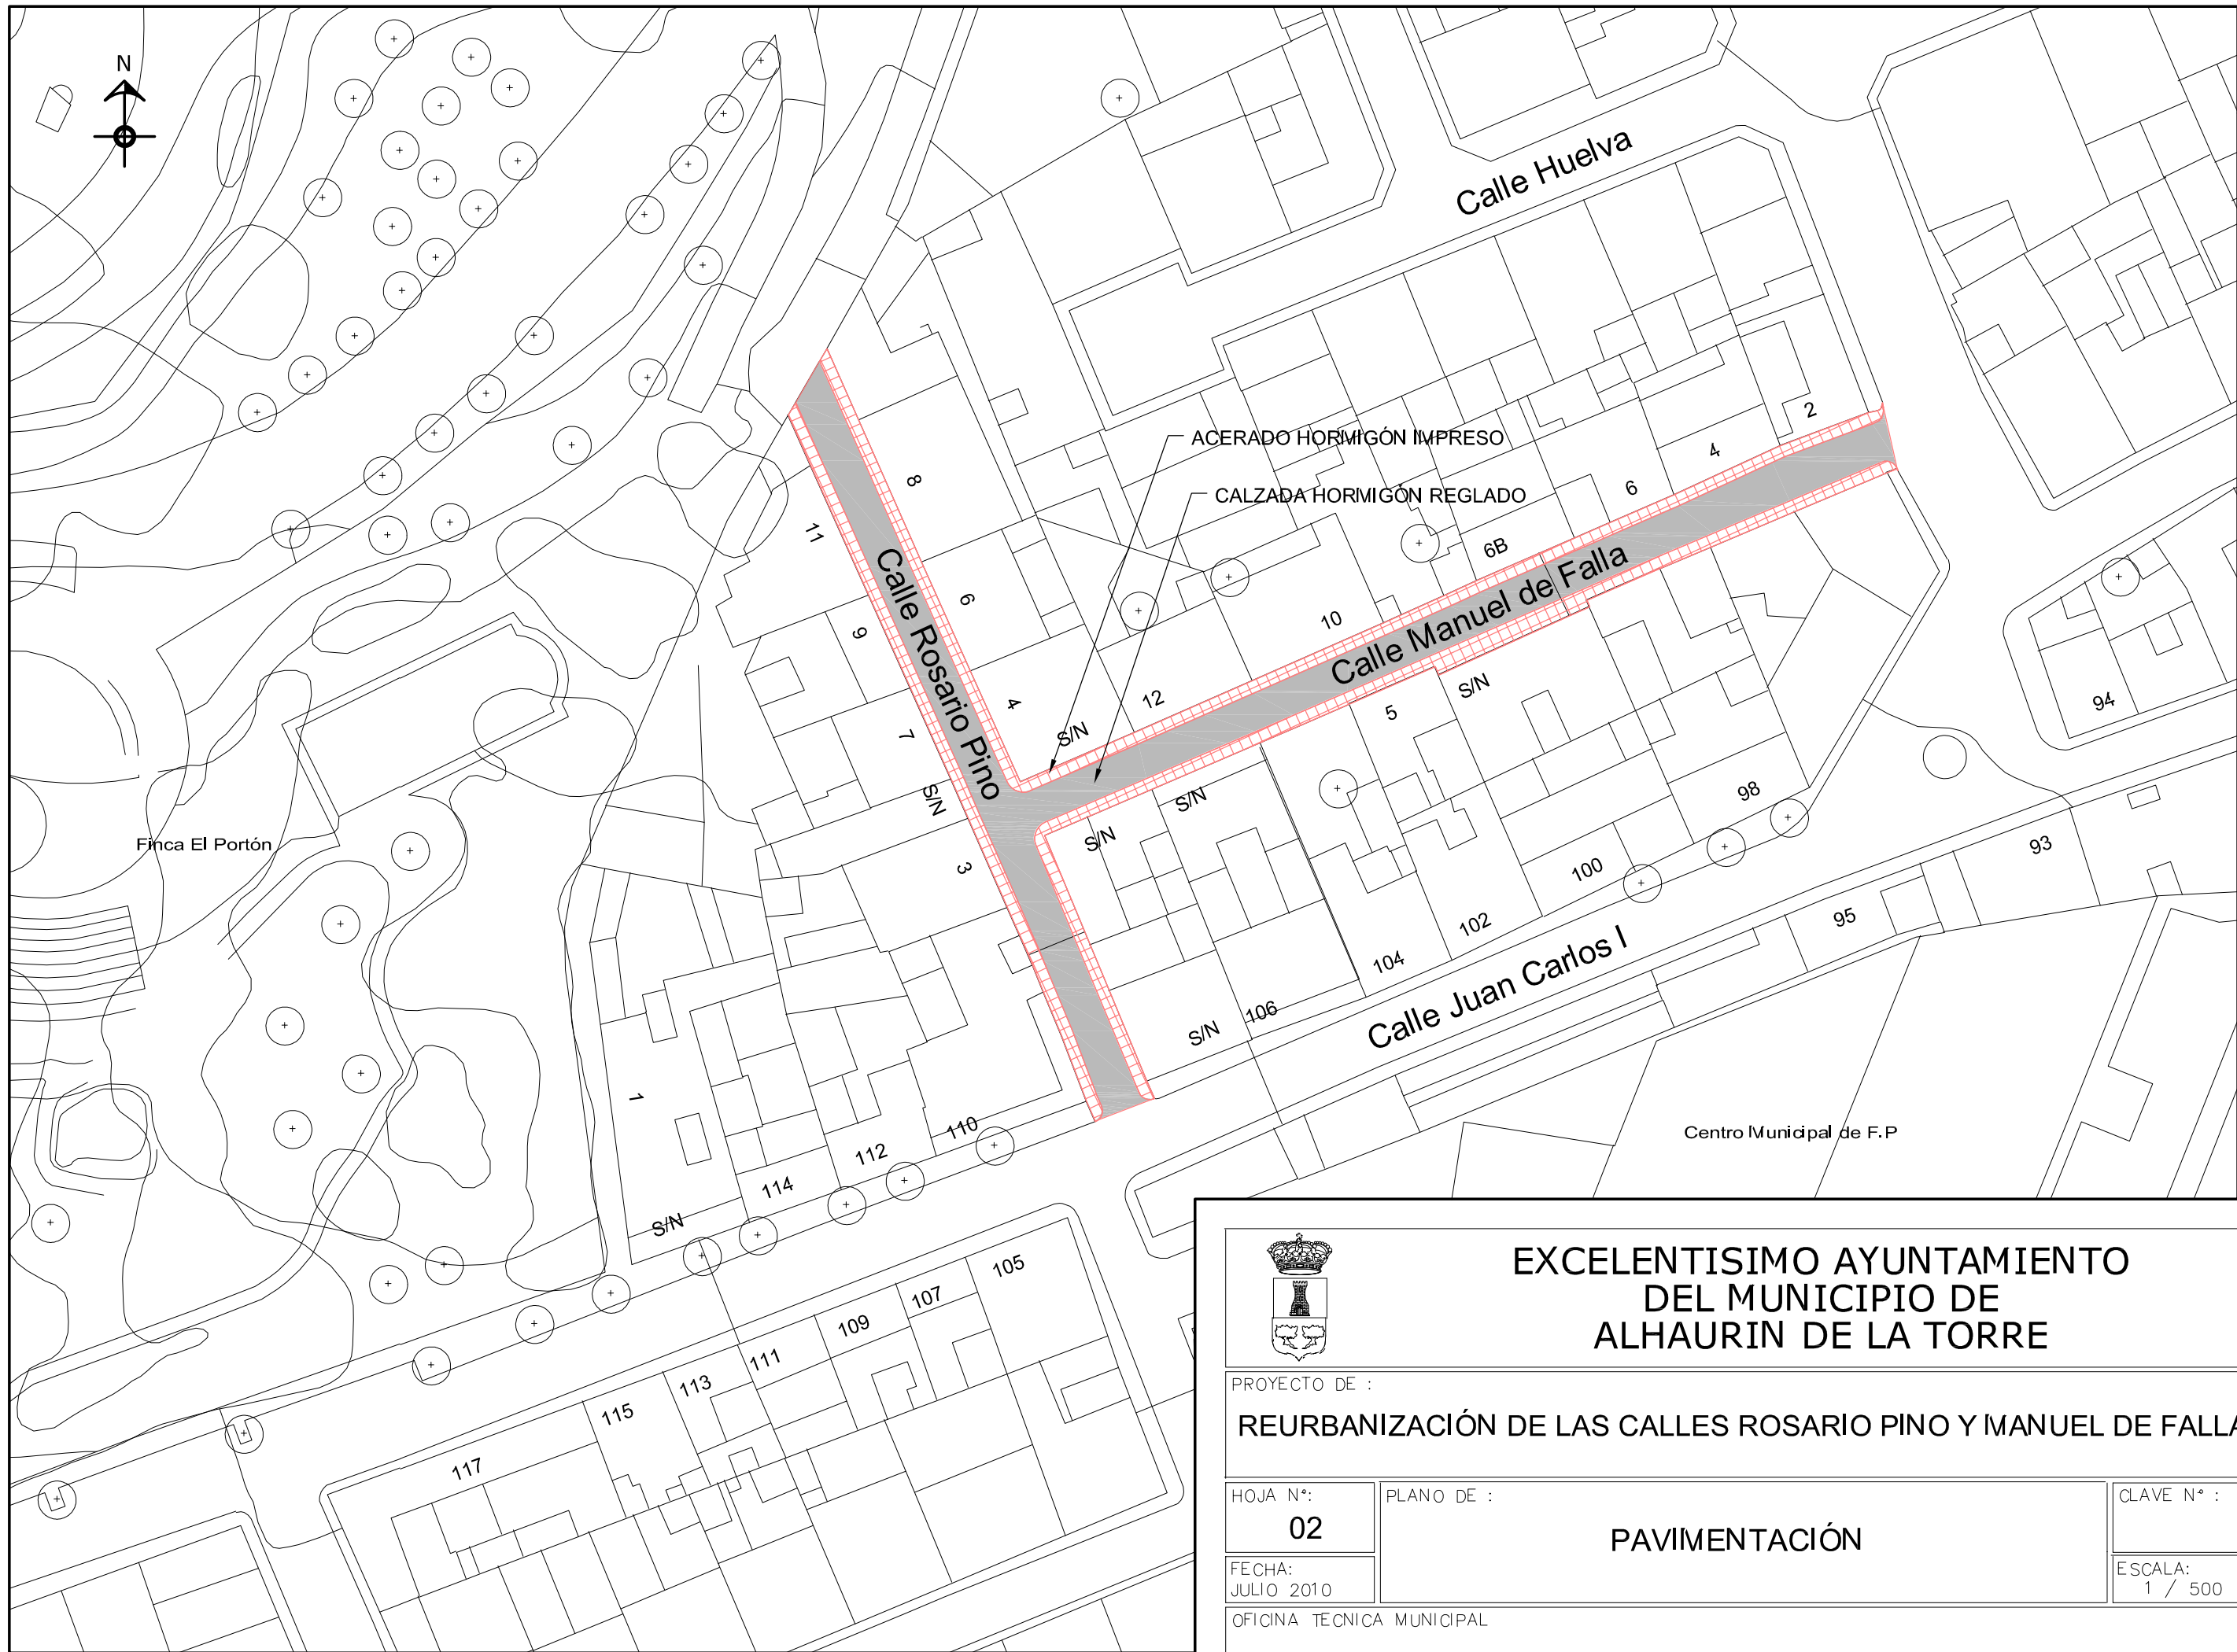 N
Calle Huelva
ACERADO HORMIGÓN IMPRESO
CALZADA HORMIGÓN REGLADO
2
4
6
6B
10
12
S/N
8
6
4
11
9
7
S/N
3
Calle Rosario Pino
Calle Manuel de Falla
S/N
5
S/N
S/N
94
98
100
102
104
106
S/N
93
95
Calle Juan Carlos I
Finca El Portón
Centro Municipal de F.P
1
110
112
114
S/N
105
107
109
111
113
115
117
EXCELENTISIMO AYUNTAMIENTO
DEL MUNICIPIO DE
ALHAURIN DE LA TORRE
PROYECTO DE :
REURBANIZACIÓN DE LAS CALLES ROSARIO PINO Y MANUEL DE FALLA
HOJA Nº:
02
PLANO DE :
PAVIMENTACIÓN
CLAVE Nº :
FECHA:
JULIO 2010
ESCALA:
1 / 500
OFICINA TECNICA MUNICIPAL